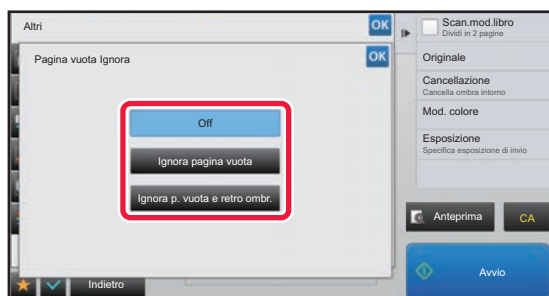 Altri
OK
Pagina vuota Ignora
OK
Off
Ignora pagina vuota
Ignora p. vuota e retro ombr.
Indietro
Scan.mod.libro
Dividi in 2 pagine
Originale
Cancellazione
Cancella ombra intorno
Mod. colore
Esposizione
Specifica esposizione di invio
Anteprima
CA
Avvio